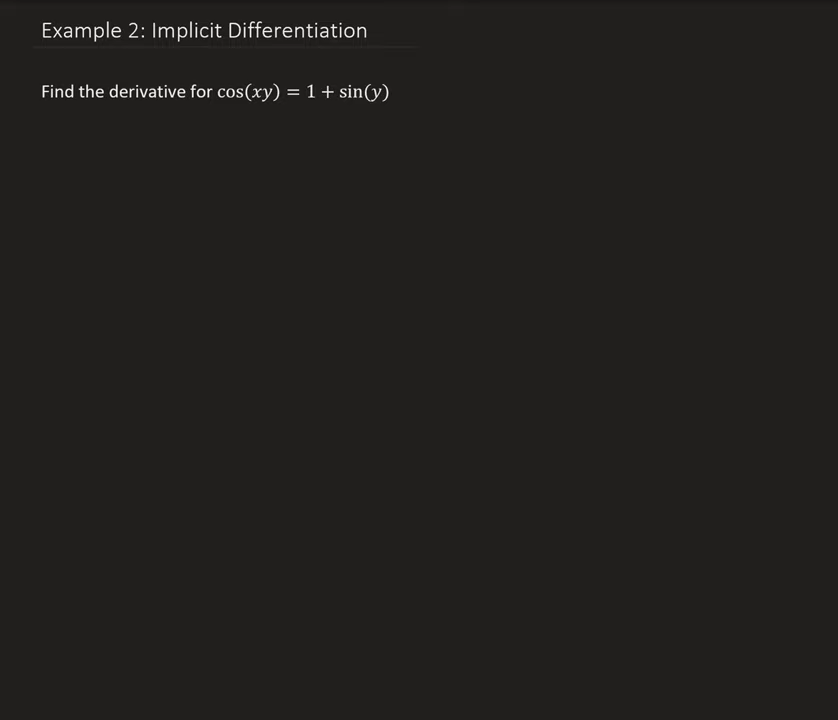 Example 2: Implicit Differentiation
Find the derivative for cos(xy) = 1 + sin(y)